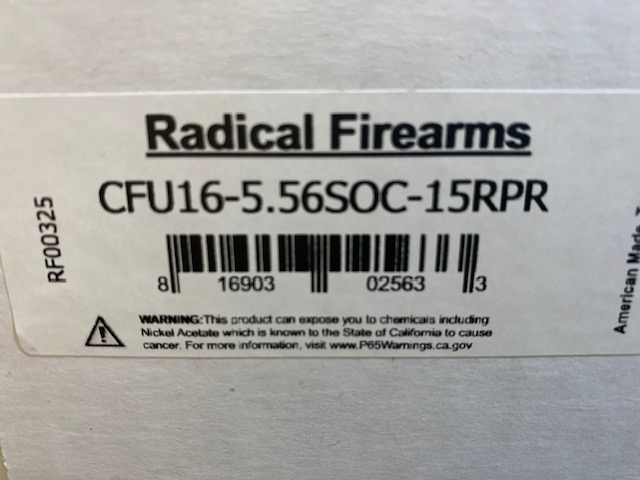 Radical Firearms
CFU16-5.56SOC-15RPR
RF00325
8 16903 02563 3
WARNING:This product can expose you to chemicals including
Nickel Acetate which is known to the State of California to cause
cancer. For more information, visit www.P65Warnings.ca.gov
American Made